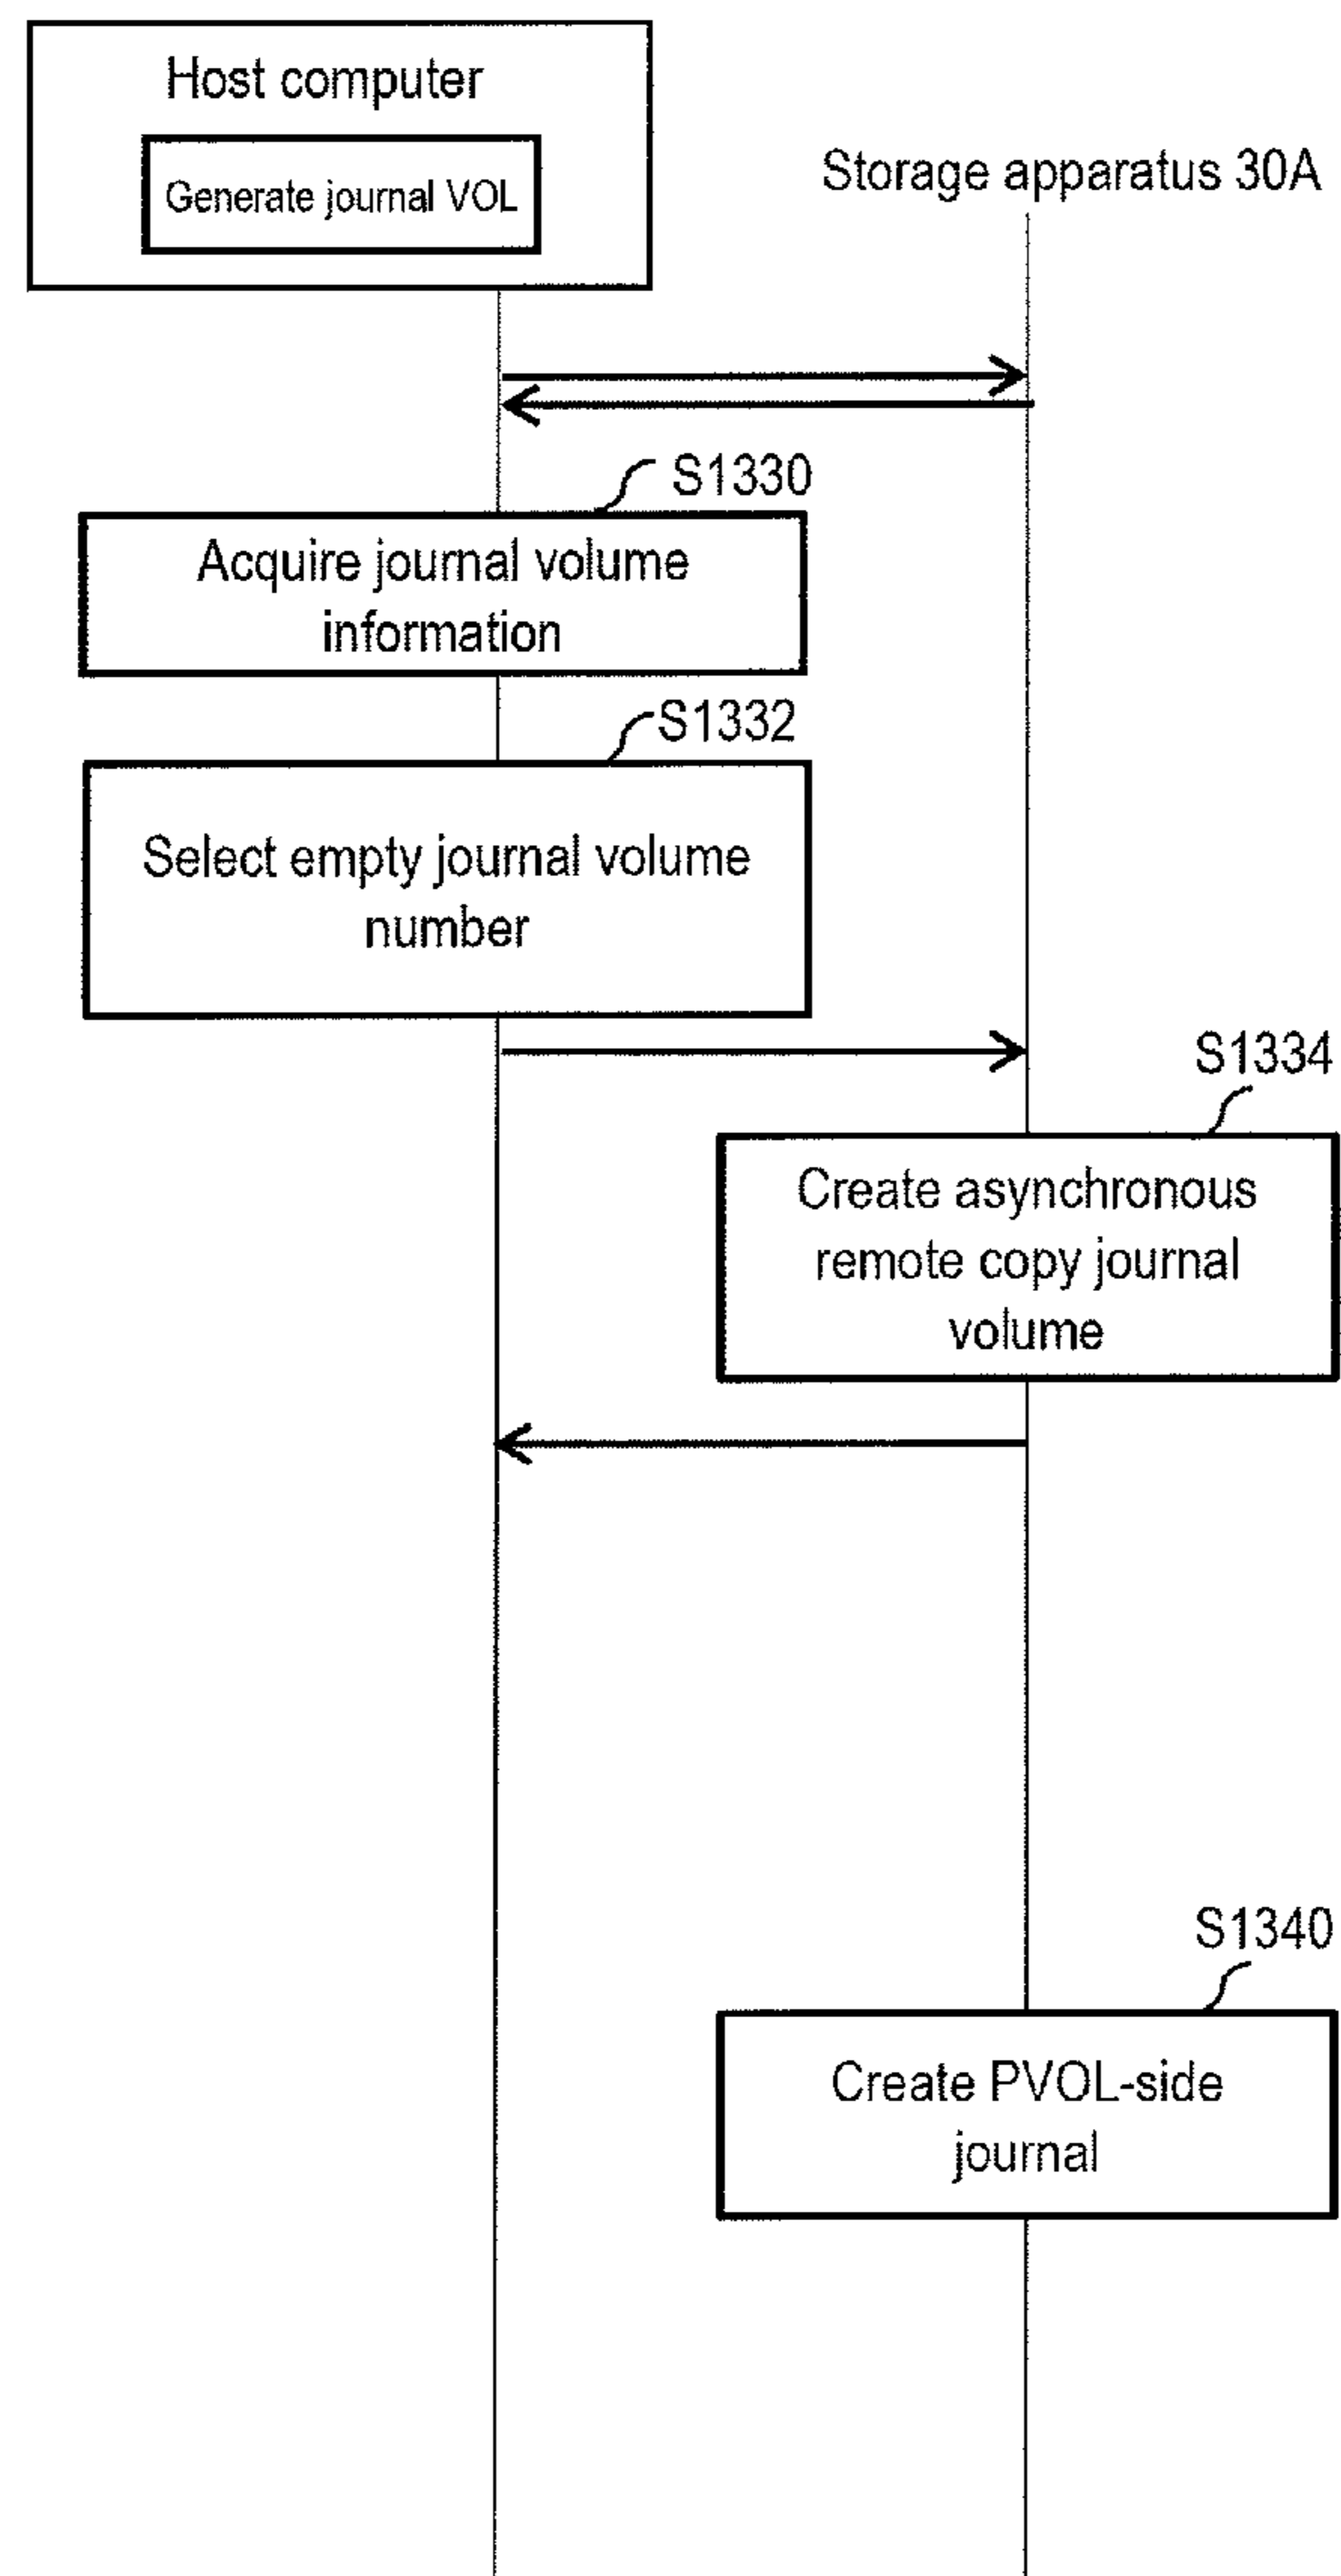 Host computer
Generate journal VOL
Storage apparatus 30A
S1330
Acquire journal volume
information
S1332
Select empty journal volume
number
S1334
Create asynchronous
remote copy journal
volume
S1340
Create PVOL-side
journal